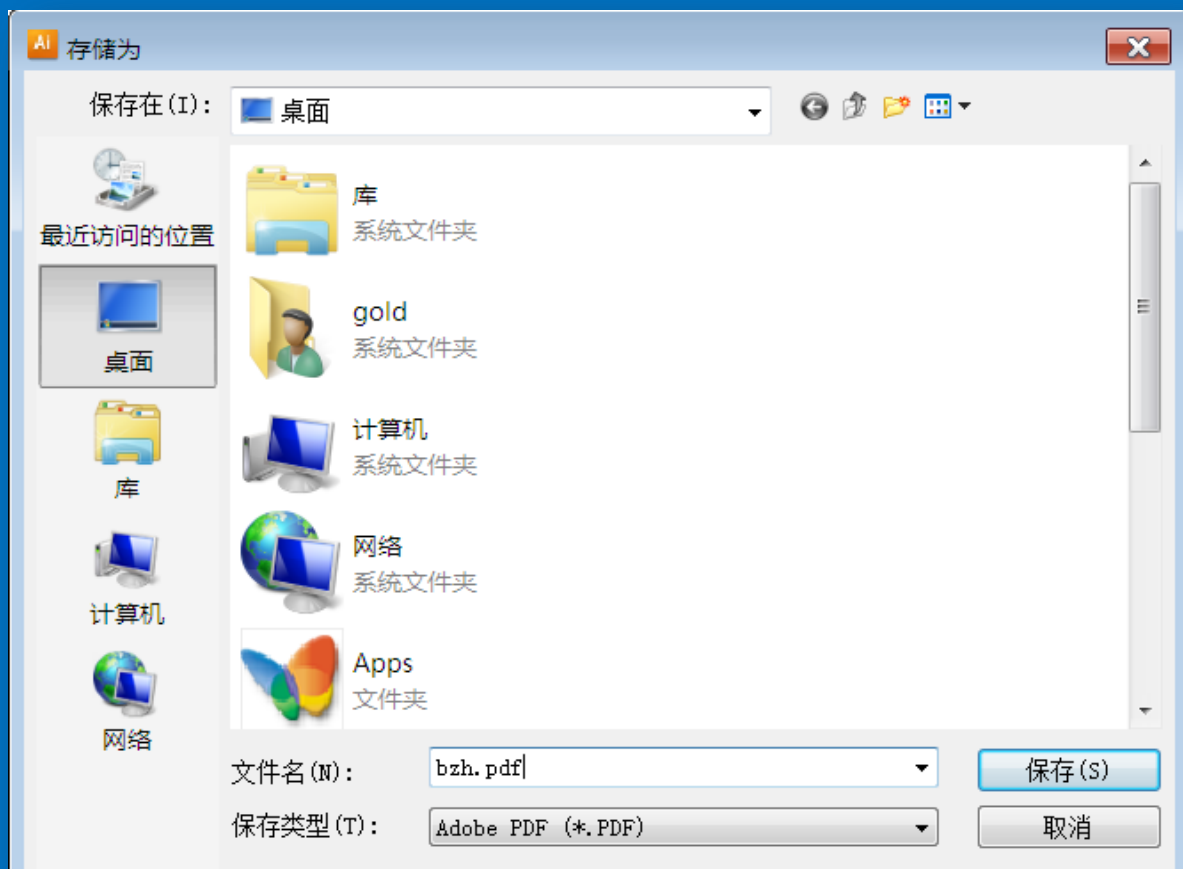 Ai 存储为
保存在(I): 桌面
最近访问的位置
桌面
库
计算机
网络
库
系统文件夹
gold
系统文件夹
计算机
系统文件夹
网络
系统文件夹
Apps
文件夹
文件名(N): bzh.pdf 保存(S)
保存类型(T): Adobe PDF (*.PDF) 取消